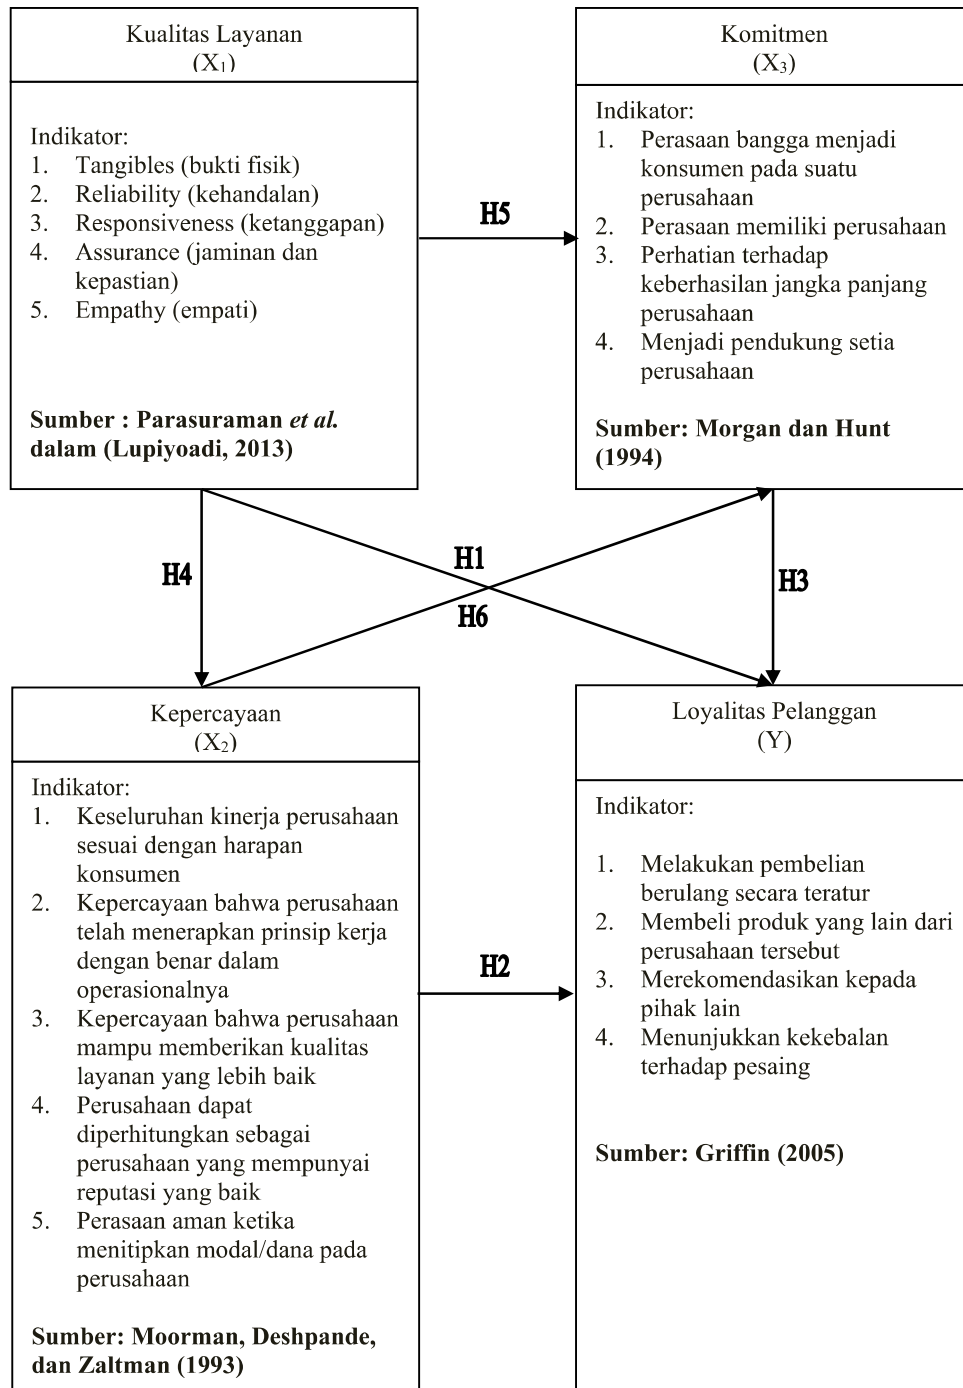 Kualitas Layanan
(X₁)
Indikator:
1. Tangibles (bukti fisik)
2. Reliability (kehandalan)
3. Responsiveness (ketanggapan)
4. Assurance (jaminan dan
kepastian)
5. Empathy (empati)
Sumber : Parasuraman et al.
dalam (Lupiyoadi, 2013)
H5
Komitmen
(X₃)
Indikator:
1. Perasaan bangga menjadi
konsumen pada suatu
perusahaan
2. Perasaan memiliki perusahaan
3. Perhatian terhadap
keberhasilan jangka panjang
perusahaan
4. Menjadi pendukung setia
perusahaan
Sumber: Morgan dan Hunt
(1994)
H4
H1
H6
H3
Kepercayaan
(X₂)
Indikator:
1. Keseluruhan kinerja perusahaan
sesuai dengan harapan
konsumen
2. Kepercayaan bahwa perusahaan
telah menerapkan prinsip kerja
dengan benar dalam
operasionalnya
3. Kepercayaan bahwa perusahaan
mampu memberikan kualitas
layanan yang lebih baik
4. Perusahaan dapat
diperhitungkan sebagai
perusahaan yang mempunyai
reputasi yang baik
5. Perasaan aman ketika
menitipkan modal/dana pada
perusahaan
Sumber: Moorman, Deshpande,
dan Zaltman (1993)
H2
Loyalitas Pelanggan
(Y)
Indikator:
1. Melakukan pembelian
berulang secara teratur
2. Membeli produk yang lain dari
perusahaan tersebut
3. Merekomendasikan kepada
pihak lain
4. Menunjukkan kekebalan
terhadap pesaing
Sumber: Griffin (2005)